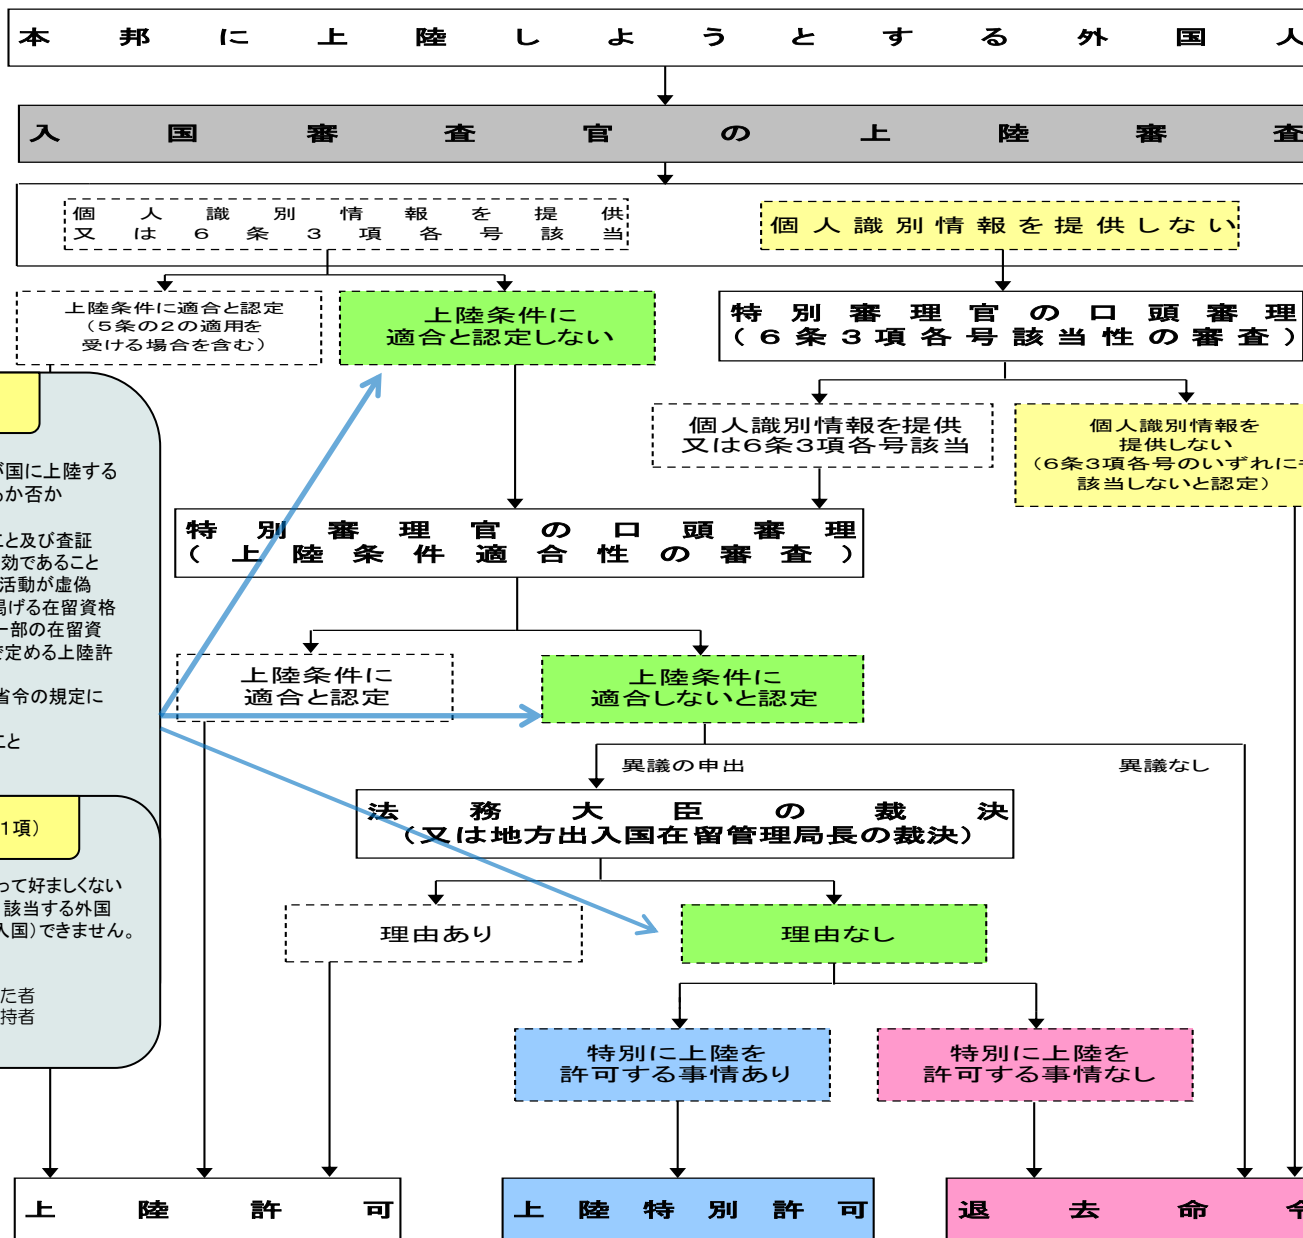 本邦に上陸しようとする外国人
入国審査官の上陸審査
個人識別情報を提供
又は6条3項各号該当
個人識別情報を提供しない
上陸条件に適合と認定
（5条の2の適用を
受ける場合を含む）
上陸条件に
適合と認定しない
特別審理官の口頭審理
（6条3項各号該当性の審査）
個人識別情報を提供
又は6条3項各号該当
個人識別情報を
提供しない
（6条3項各号のいずれにも
該当しないと認定）
が国に上陸する
るか否か
こと及び査証
効であること
活動が虚偽
掲げる在留資格
一部の在留資
で定める上陸許
省令の規定に
こと
特別審理官の口頭審理
（上陸条件適合性の審査）
上陸条件に
適合と認定
上陸条件に
適合しないと認定
異議の申出
異議なし
法務大臣の裁決
（又は地方出入国在留管理局長の裁決）
1項）
って好ましくない
該当する外国
入国）できません。
た者
持者
理由あり
理由なし
特別に上陸を
許可する事情あり
特別に上陸を
許可する事情なし
上陸許可
上陸特別許可
退去命令